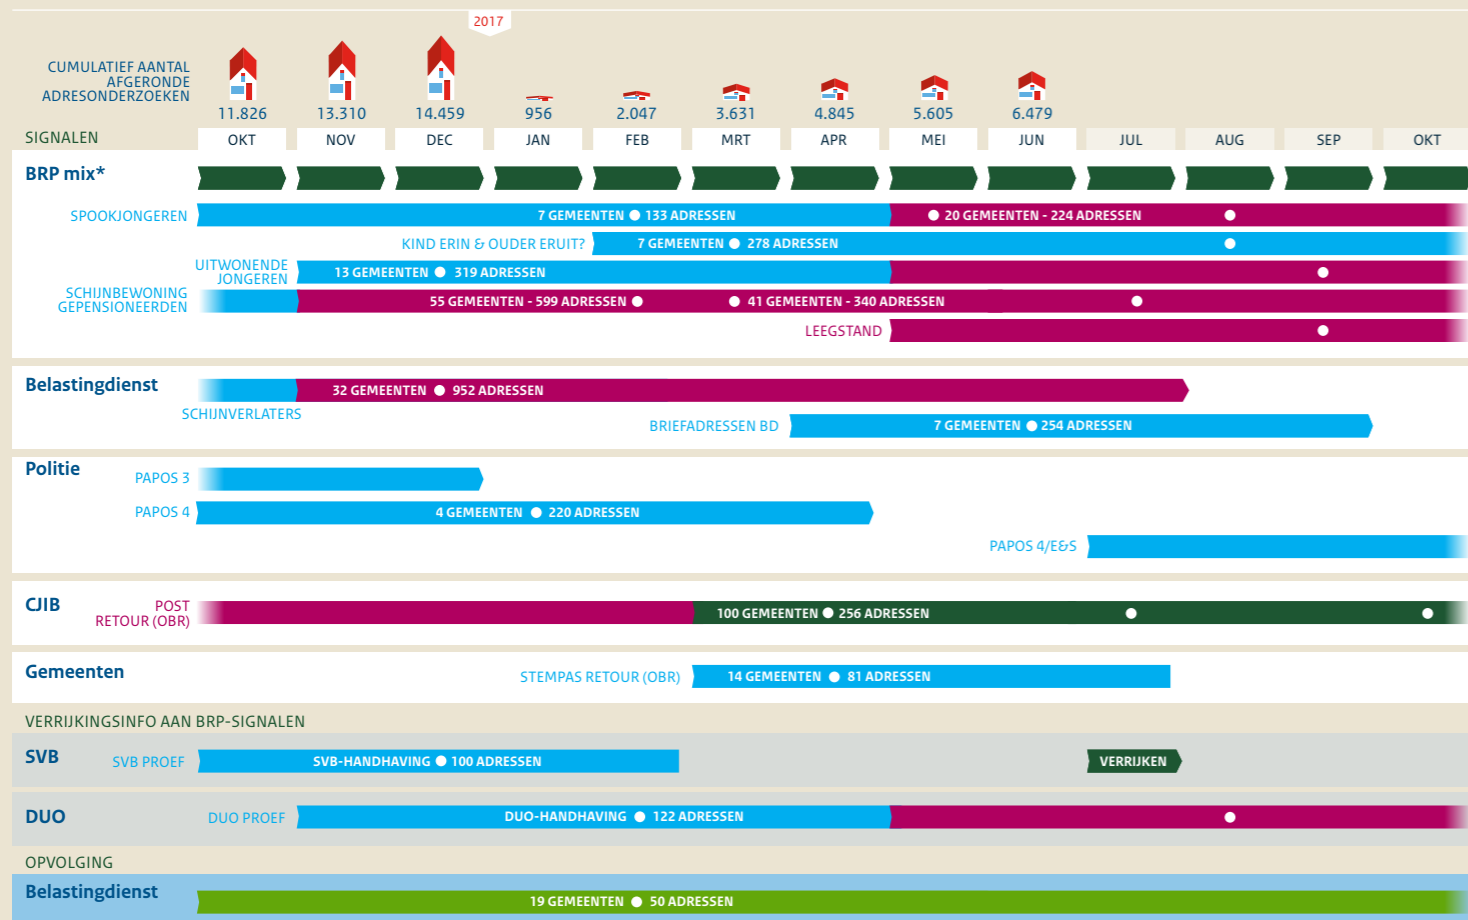 2017
CUMULATIEF AANTAL
AFGERONDE
ADRESONDERZOEKEN
11.826 13.310 14.459 956 2.047 3.631 4.845 5.605 6.479
SIGNALEN
OKT NOV DEC JAN FEB MRT APR MEI JUN JUL AUG SEP OKT
BRP mix*
SPOOKJONGEREN 7 GEMEENTEN 133 ADRESSEN 20 GEMEENTEN - 224 ADRESSEN
KIND ERIN & OUDER ERUIT? 7 GEMEENTEN 278 ADRESSEN
UITWONENDE
JONGEREN 13 GEMEENTEN 319 ADRESSEN
SCHIJNBEWONING
GEPENSIONEERDEN 55 GEMEENTEN - 599 ADRESSEN 41 GEMEENTEN - 340 ADRESSEN
LEEGSTAND
Belastingdienst 32 GEMEENTEN 952 ADRESSEN
SCHIJNVERLATERS
BRIEFADRESSEN BD 7 GEMEENTEN 254 ADRESSEN
Politie
PAPOS 3
PAPOS 4 4 GEMEENTEN 220 ADRESSEN
PAPOS 4/E&S
CJIB
POST
RETOUR (OBR) 100 GEMEENTEN 256 ADRESSEN
Gemeenten
STEMPAS RETOUR (OBR) 14 GEMEENTEN 81 ADRESSEN
VERRIJKINGSINFO AAN BRP-SIGNALEN
SVB SVB PROEF SVB-HANDHAVING 100 ADRESSEN VERRIJKEN
DUO DUO PROEF DUO-HANDHAVING 122 ADRESSEN
OPVOLGING
Belastingdienst
19 GEMEENTEN 50 ADRESSEN